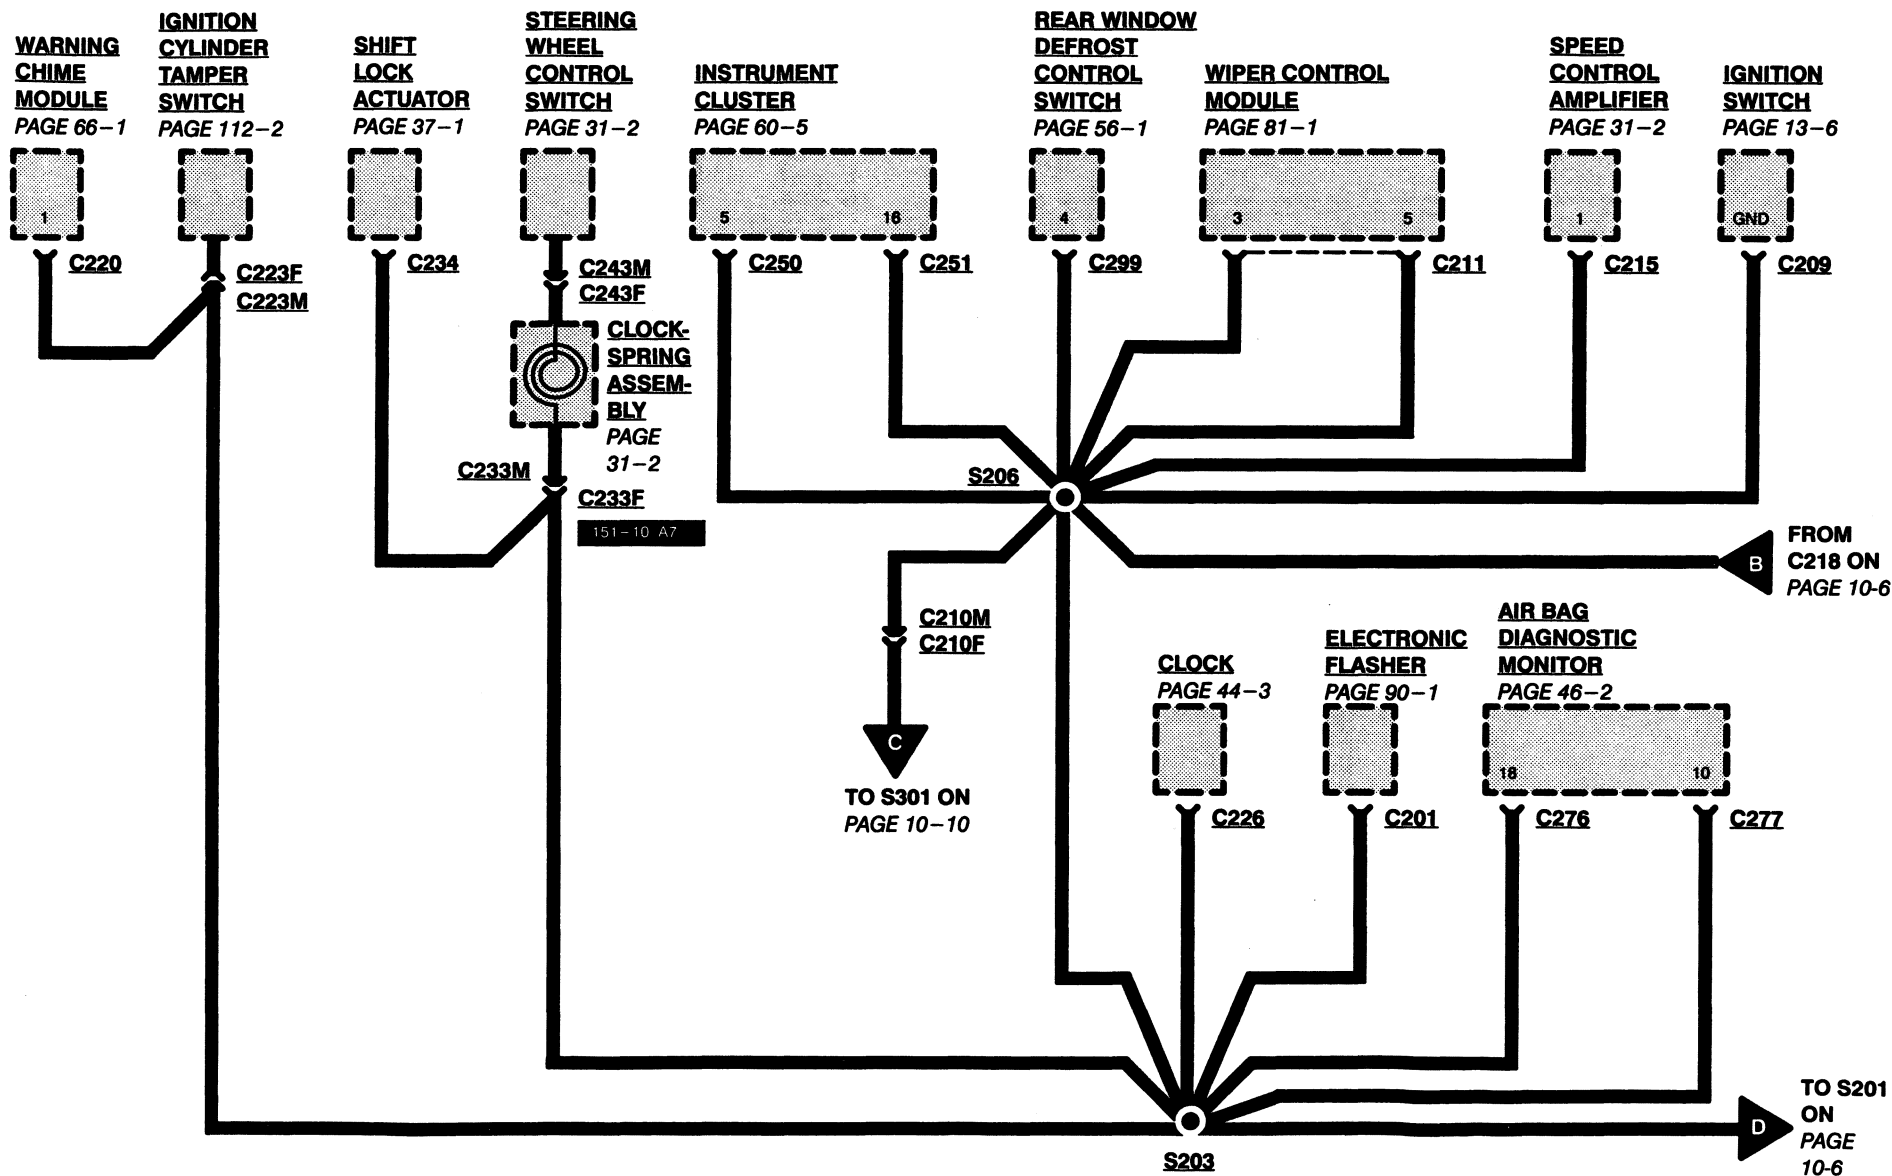 WARNING
CHIME
MODULE
PAGE 66-1
1
C220
IGNITION
CYLINDER
TAMPER
SWITCH
PAGE 112-2
C223F
C223M
SHIFT
LOCK
ACTUATOR
PAGE 37-1
C234
STEERING
WHEEL
CONTROL
SWITCH
PAGE 31-2
C243M
C243F
CLOCK-
SPRING
ASSEM-
BLY
PAGE
31-2
C233M
C233F
151-10 A7
INSTRUMENT
CLUSTER
PAGE 60-5
5
16
C250
C251
REAR WINDOW
DEFROST
CONTROL
SWITCH
PAGE 56-1
4
C299
WIPER CONTROL
MODULE
PAGE 81-1
3
5
C211
SPEED
CONTROL
AMPLIFIER
PAGE 31-2
1
C215
IGNITION
SWITCH
PAGE 13-6
GND
C209
S206
B
FROM
C218 ON
PAGE 10-6
C210M
C210F
C
TO S301 ON
PAGE 10-10
CLOCK
PAGE 44-3
C226
ELECTRONIC
FLASHER
PAGE 90-1
C201
AIR BAG
DIAGNOSTIC
MONITOR
PAGE 46-2
18
10
C276
C277
S203
D
TO S201
ON
PAGE
10-6